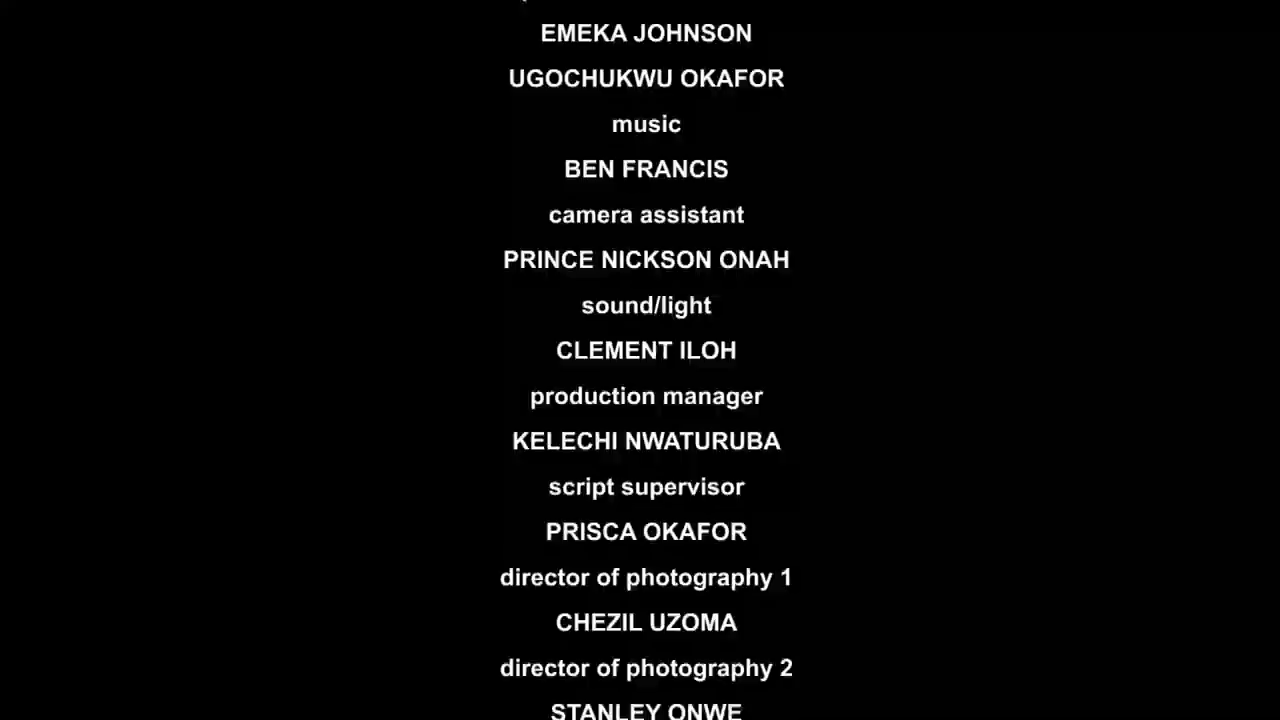 EMEKA JOHNSON
UGOCHUKWU OKAFOR
music
BEN FRANCIS
camera assistant
PRINCE NICKSON ONAH
sound/light
CLEMENT ILOH
production manager
KELECHI NWATURUBA
script supervisor
PRISCA OKAFOR
director of photography 1
CHEZIL UZOMA
director of photography 2
STANLEY ONWE